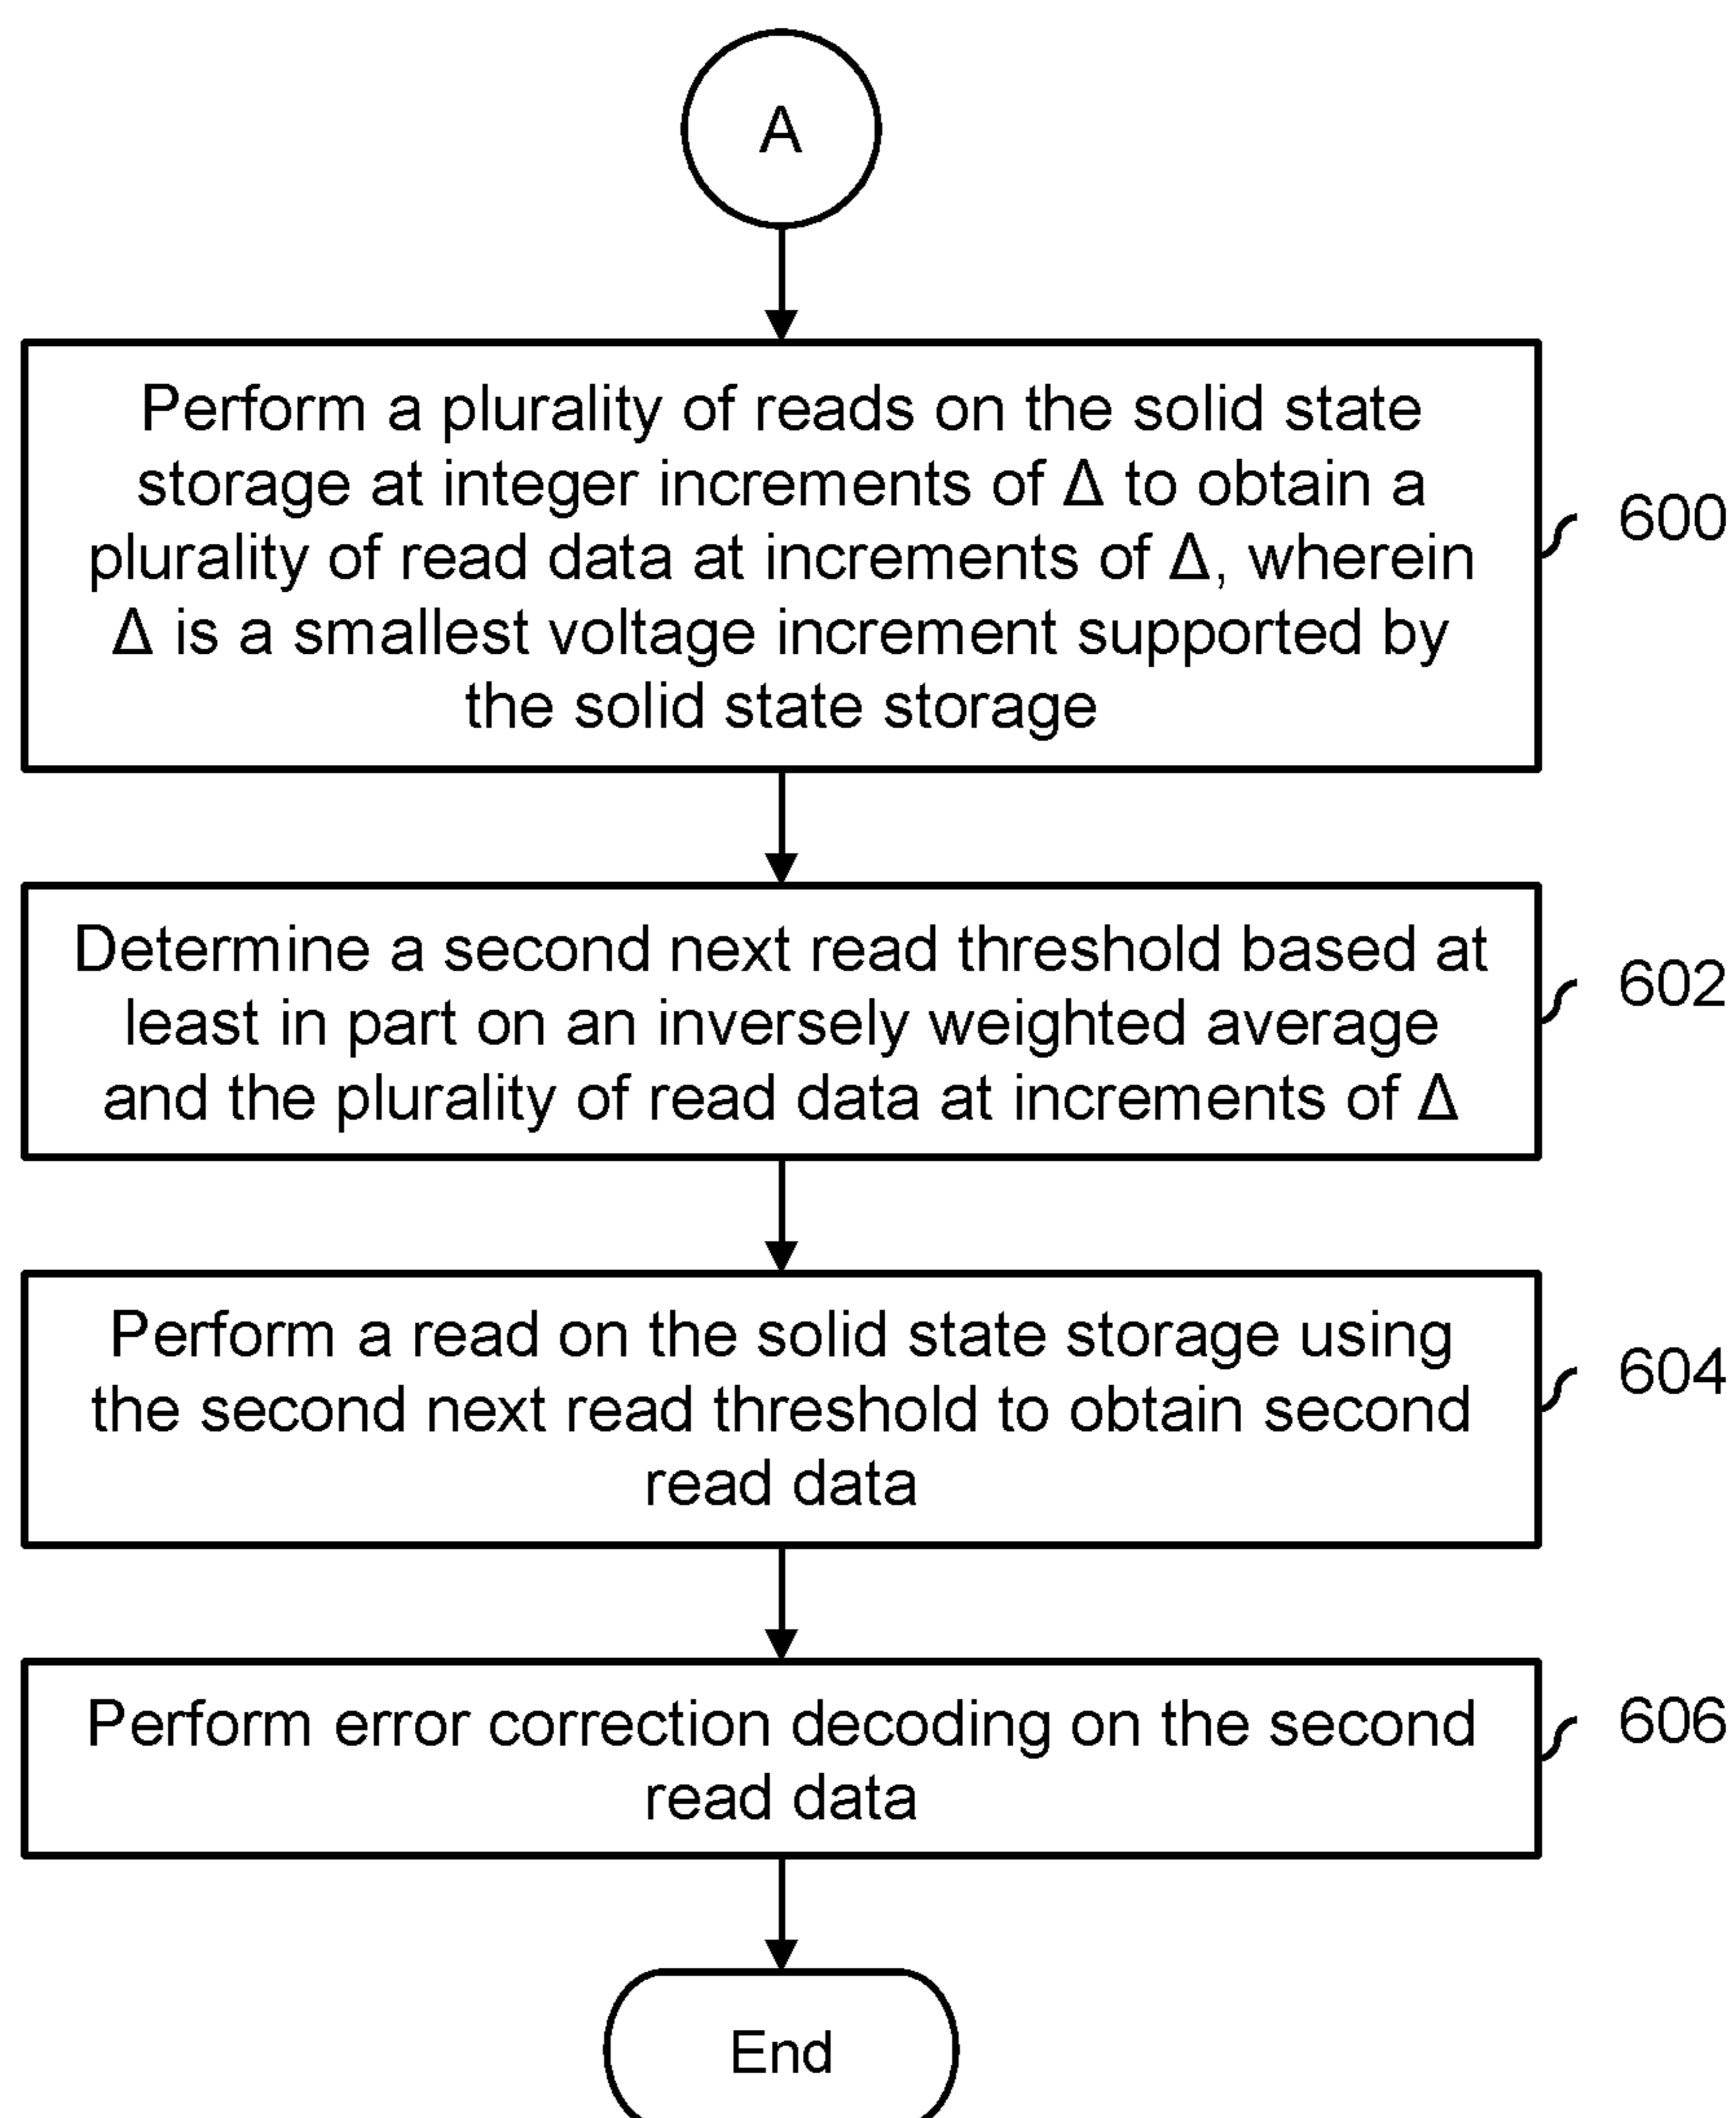 A
Perform a plurality of reads on the solid state
storage at integer increments of Δ to obtain a
plurality of read data at increments of Δ, wherein
Δ is a smallest voltage increment supported by
the solid state storage
600
Determine a second next read threshold based at
least in part on an inversely weighted average
and the plurality of read data at increments of Δ
602
Perform a read on the solid state storage using
the second next read threshold to obtain second
read data
604
Perform error correction decoding on the second
read data
606
End